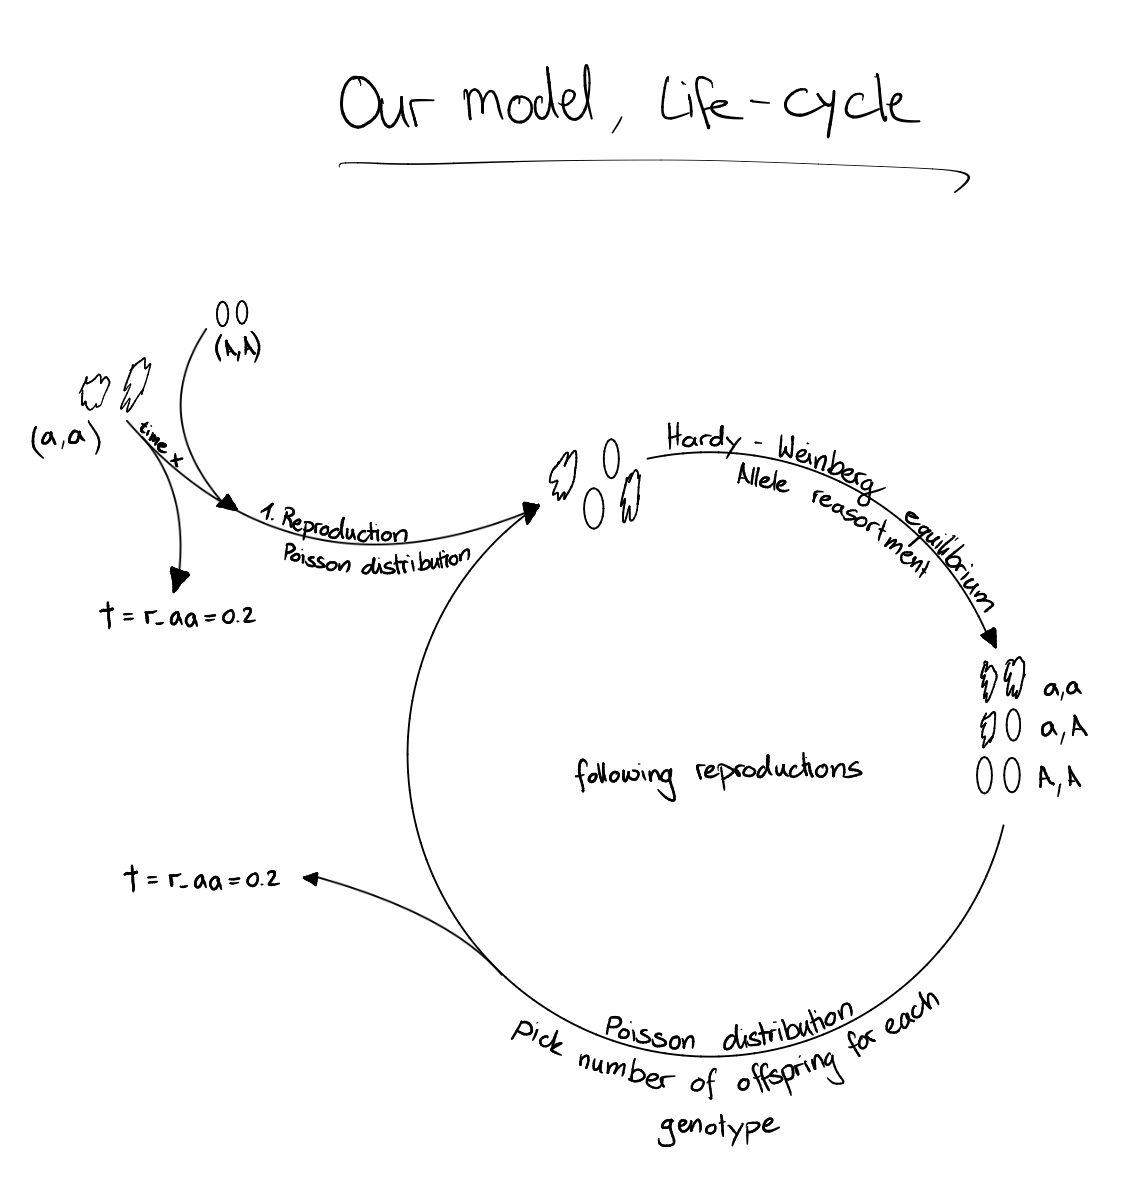 Our model, Life-cycle
(A,A)
(a,a)
time x
1. Reproduction
Poisson distribution
† = r_aa = 0.2
Hardy - Weinberg equilibrium
Allele reasortment
a,a
a,A
A,A
following reproductions
† = r_aa = 0.2
Poisson distribution
Pick number of offspring for each
genotype